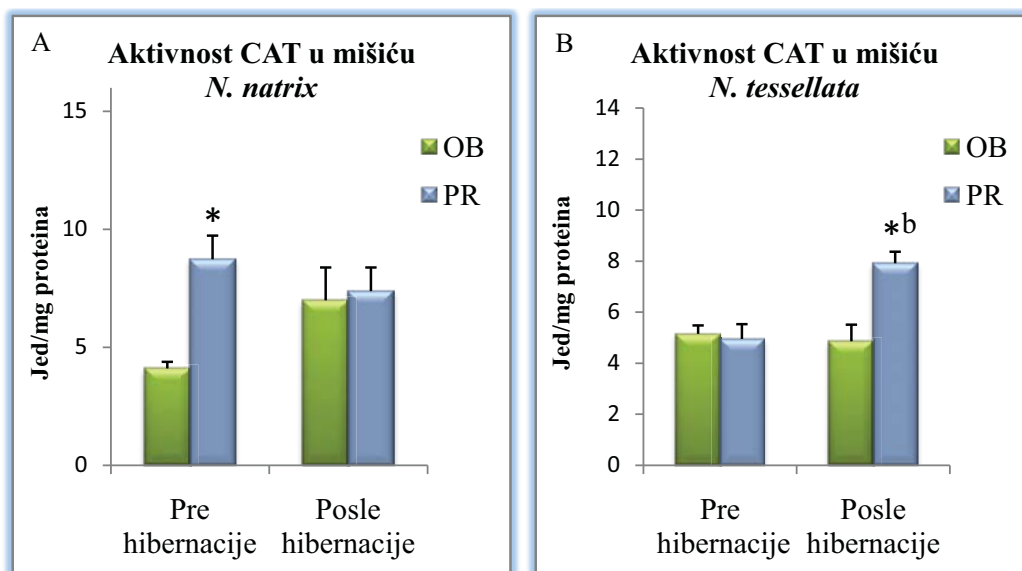 A
Aktivnost CAT u mišiću
N. natrix
15
10
5
0
Jed/mg proteina
OB
PR
*
Pre
hibernacije
Posle
hibernacije
B
Aktivnost CAT u mišiću
N. tessellata
14
12
10
8
6
4
2
0
Jed/mg proteina
OB
PR
*b
Pre
hibernacije
Posle
hibernacije